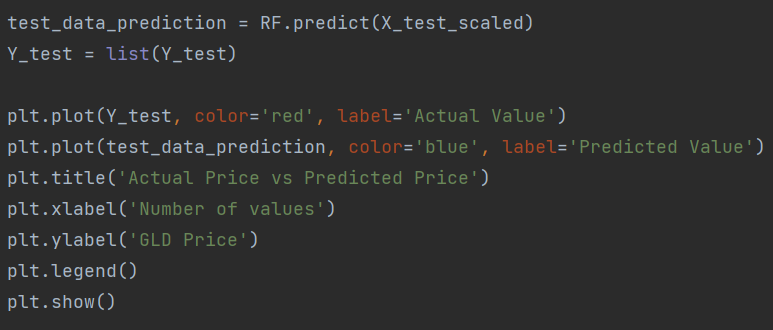 test_data_prediction = RF.predict(X_test_scaled)
Y_test = list(Y_test)

plt.plot(Y_test, color='red', label='Actual Value')
plt.plot(test_data_prediction, color='blue', label='Predicted Value')
plt.title('Actual Price vs Predicted Price')
plt.xlabel('Number of values')
plt.ylabel('GLD Price')
plt.legend()
plt.show()